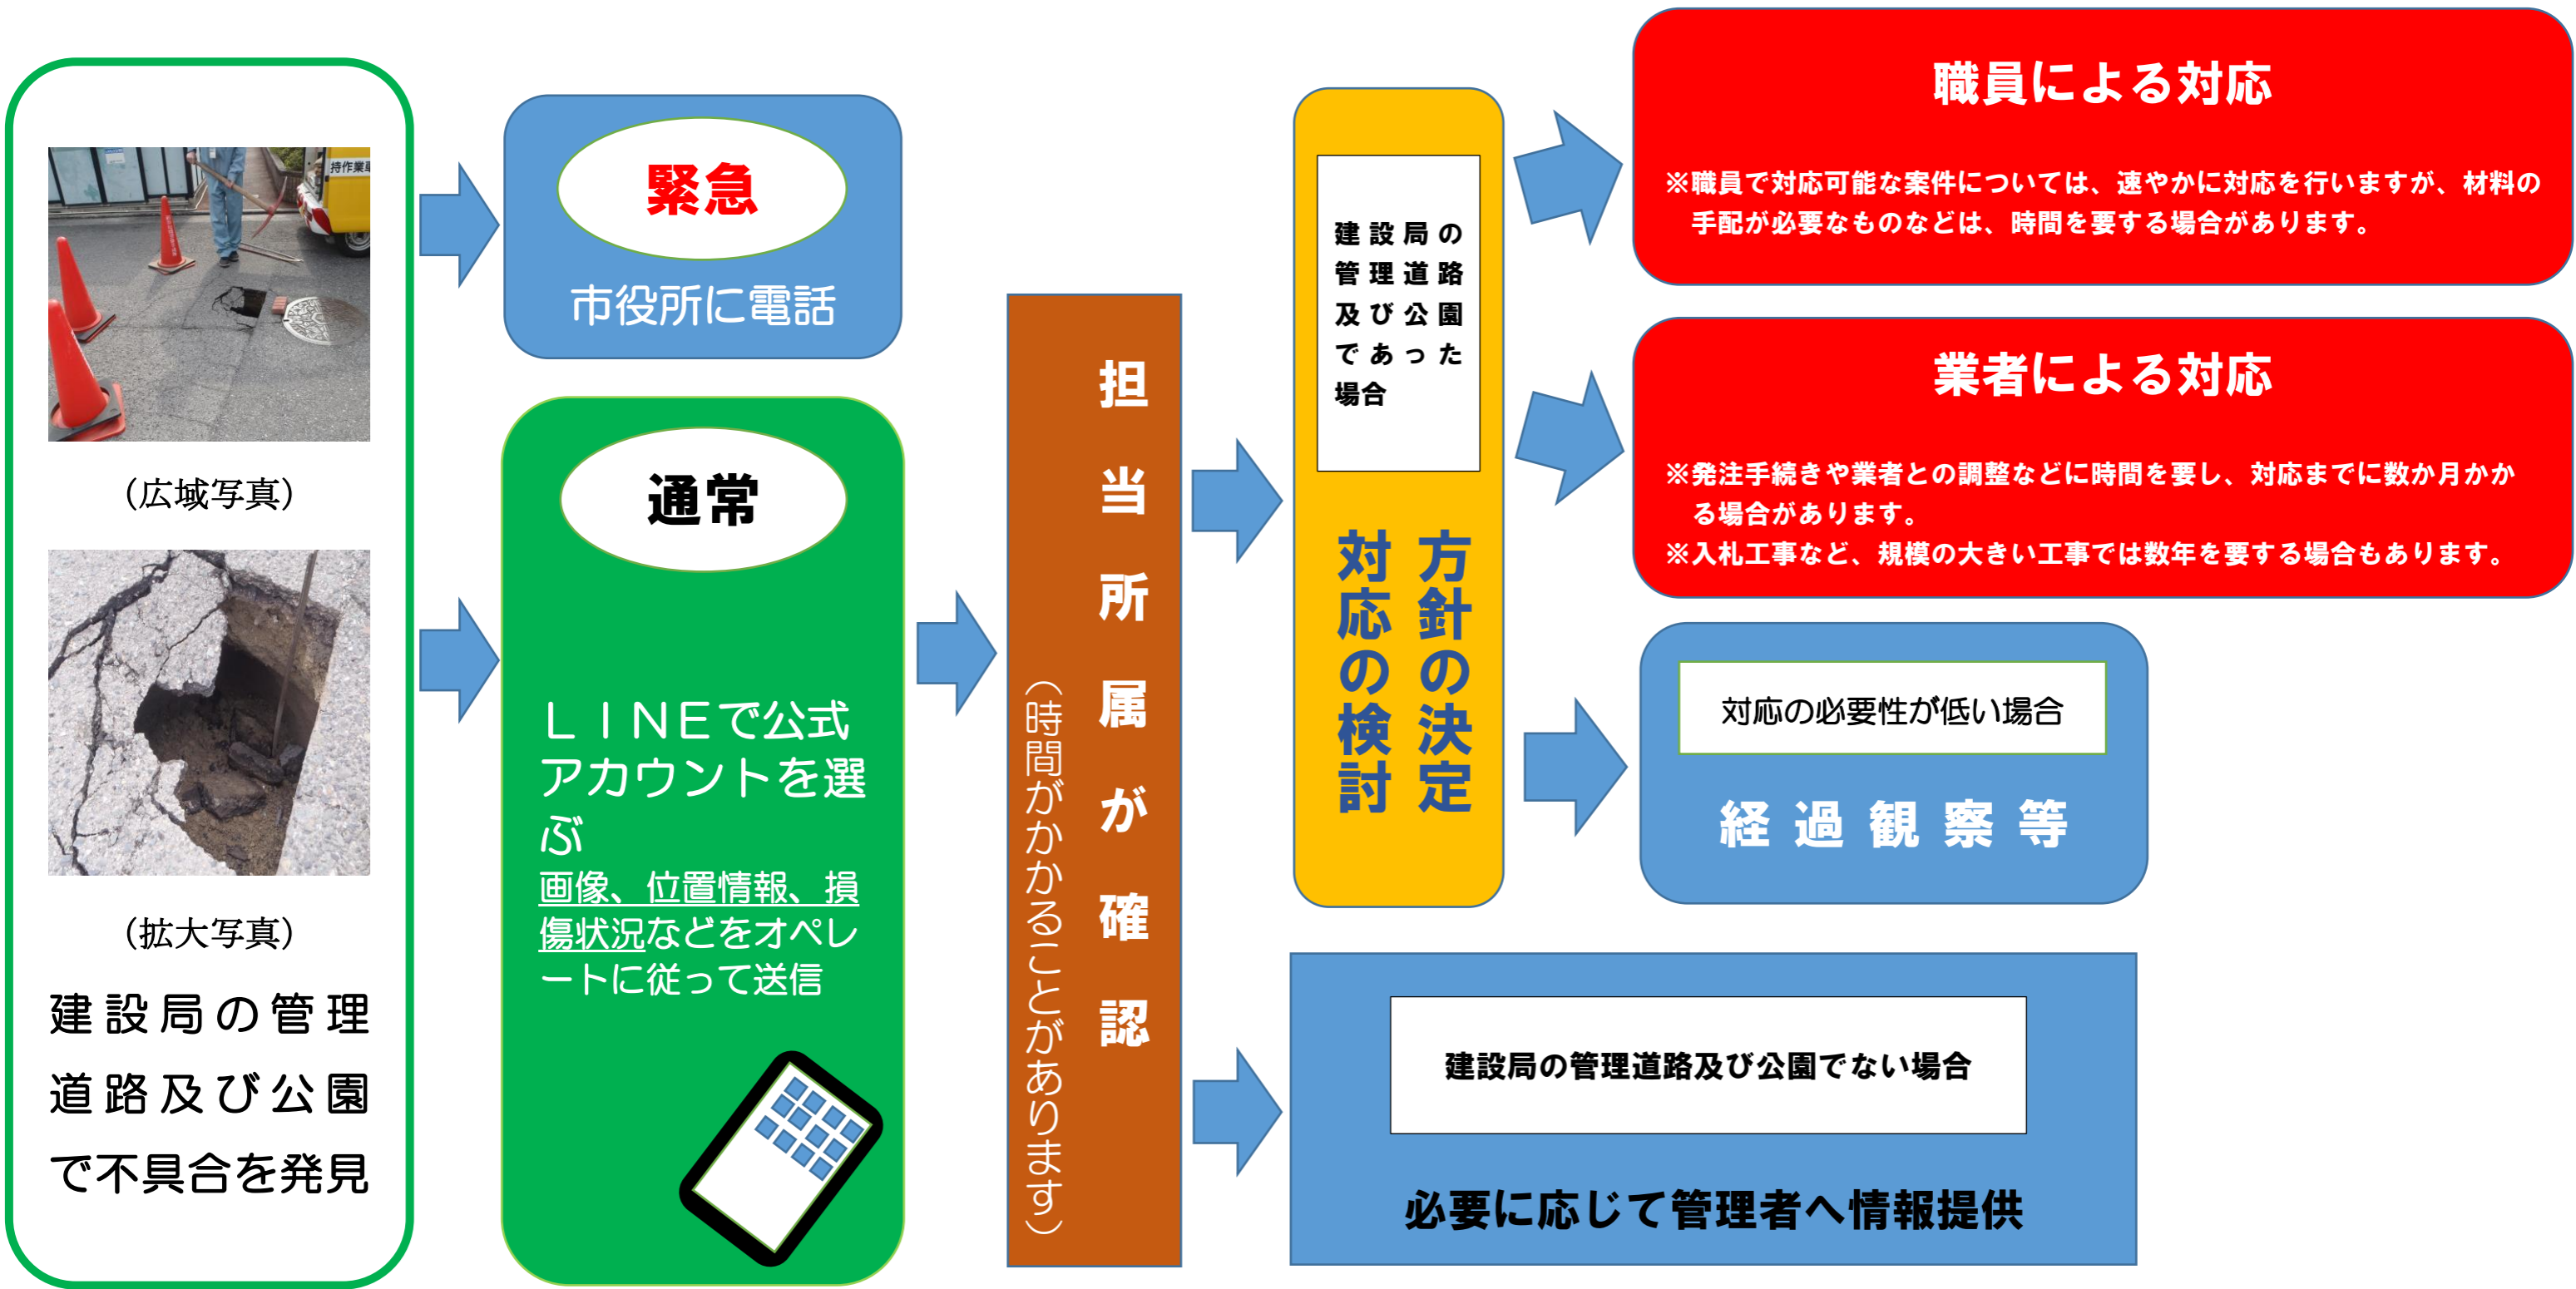 持作業車
(広域写真)
(拡大写真)
建設局の管理
道路及び公園
で不具合を発見
緊急
市役所に電話
通常
LINEで公式
アカウントを選
ぶ
画像、位置情報、損
傷状況などをオペレ
ートに従って送信
担当所属が確認
(時間がかかることがあります)
建設局の
管理道路
及び公園
であった
場合
方針の決定
対応の検討
職員による対応
※職員で対応可能な案件については、速やかに対応を行いますが、材料の
手配が必要なものなどは、時間を要する場合があります。
業者による対応
※発注手続きや業者との調整などに時間を要し、対応までに数か月かか
る場合があります。
※入札工事など、規模の大きい工事では数年を要する場合もあります。
対応の必要性が低い場合
経過観察等
建設局の管理道路及び公園でない場合
必要に応じて管理者へ情報提供